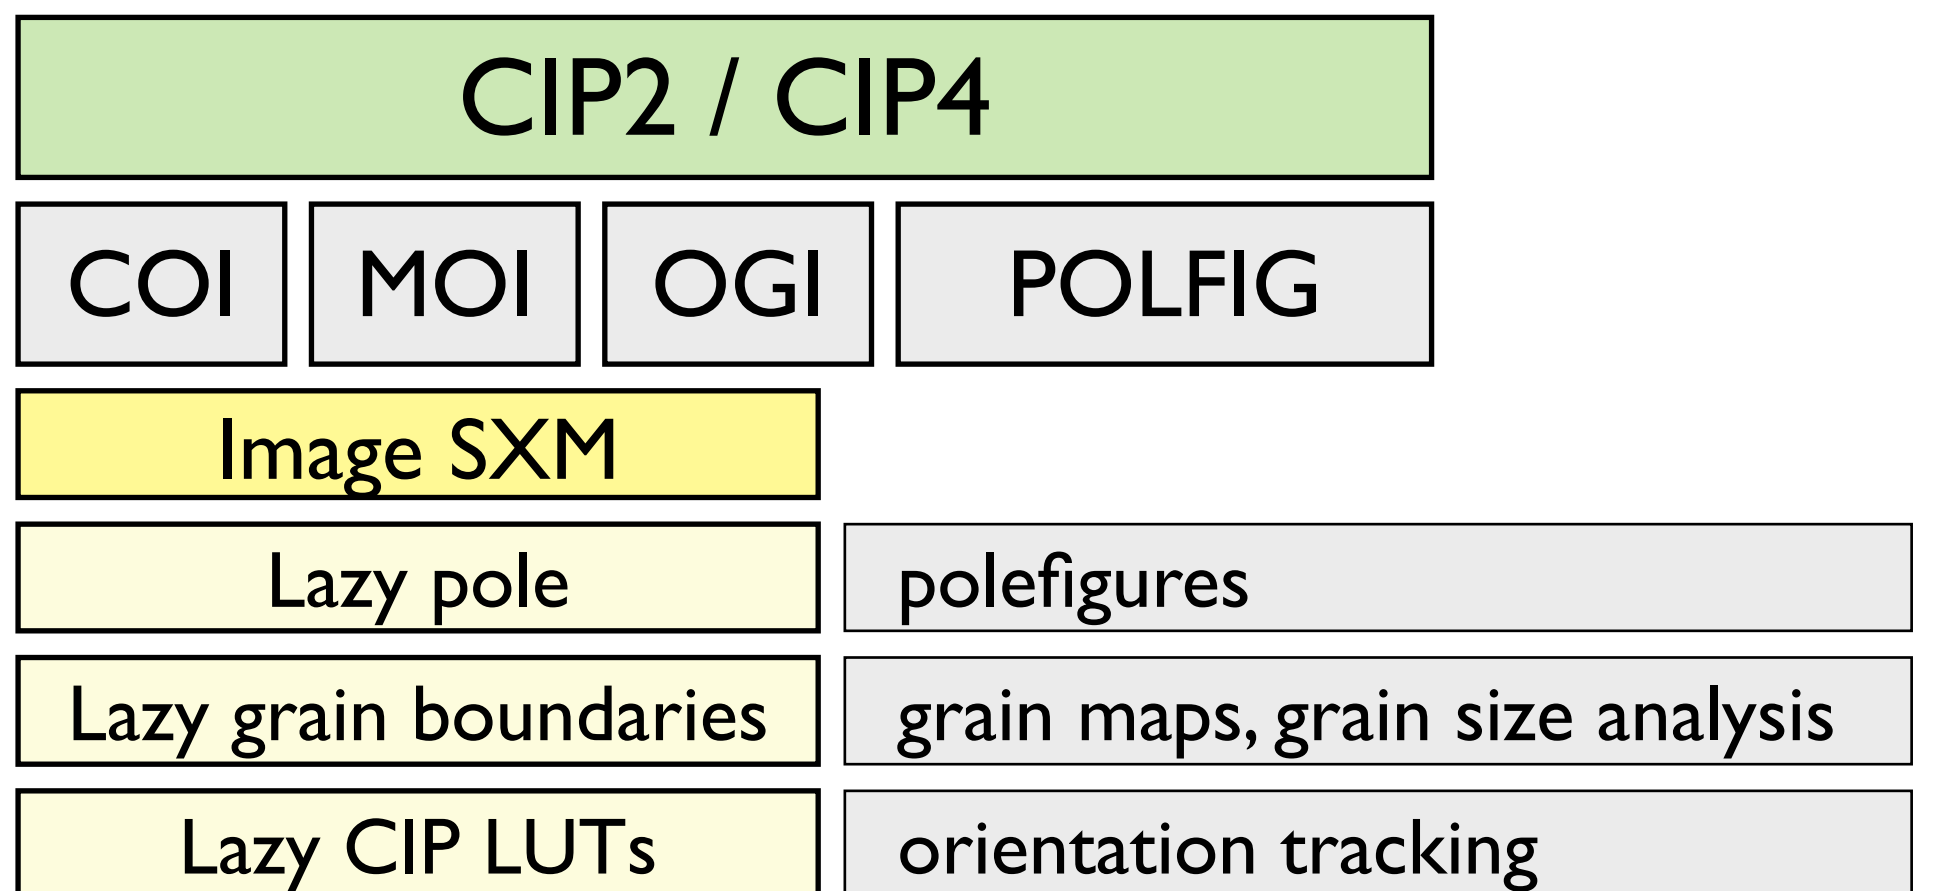 CIP2 / CIP4
COI MOI OGI POLFIG
Image SXM
Lazy pole polefigures
Lazy grain boundaries grain maps, grain size analysis
Lazy CIP LUTs orientation tracking